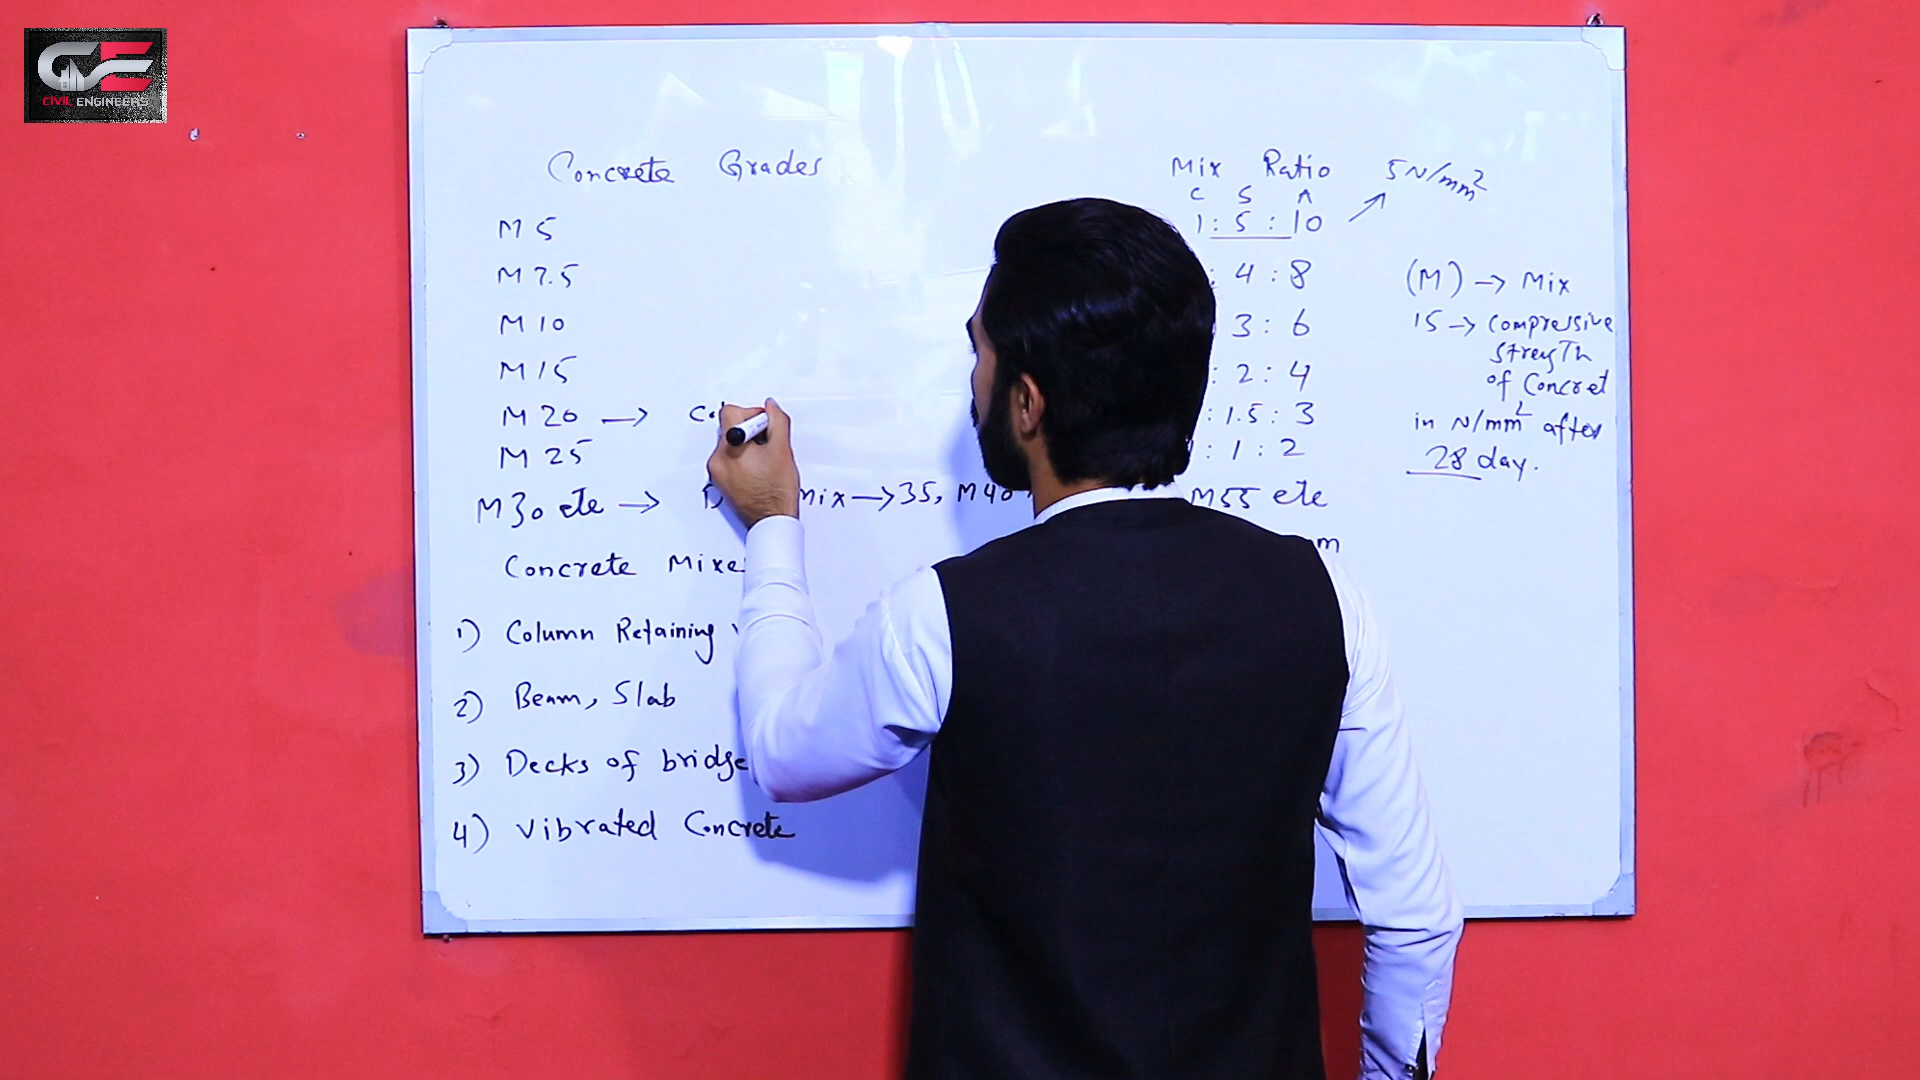 CIVIL ENGINEERS
Concrete Grades
Mix Ratio
5 N/mm²
C S A
M 5
1 : 5 : 10
M 7.5
: 4 : 8
(M) → Mix
M 10
3 : 6
15 → Compressive
Strength
M 15
: 2 : 4
of Concret
M 20 →
: 1.5 : 3
in N/mm² after
M 25
: 1 : 2
28 day.
M30 etc → Mix → 35, M40 M55 etc
Concrete Mixe
1) Column Retaining
2) Beam, Slab
3) Decks of bridge
4) Vibrated Concrete